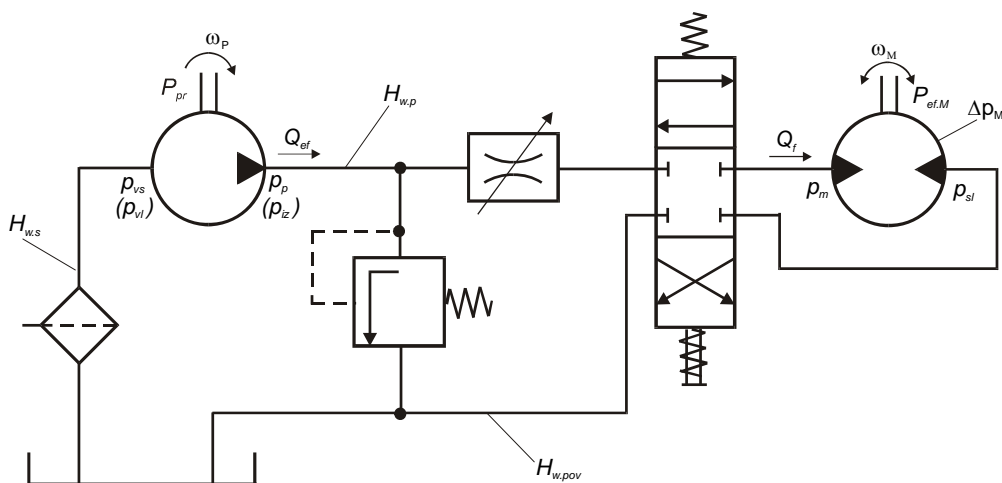 ω_P
P_pr
H_w.p
Q_ef
p_vs
(p_vl)
p_p
(p_iz)
H_w.s
ω_M
P_ef.M
Δp_M
Q_f
p_m
p_sl
H_w.pov